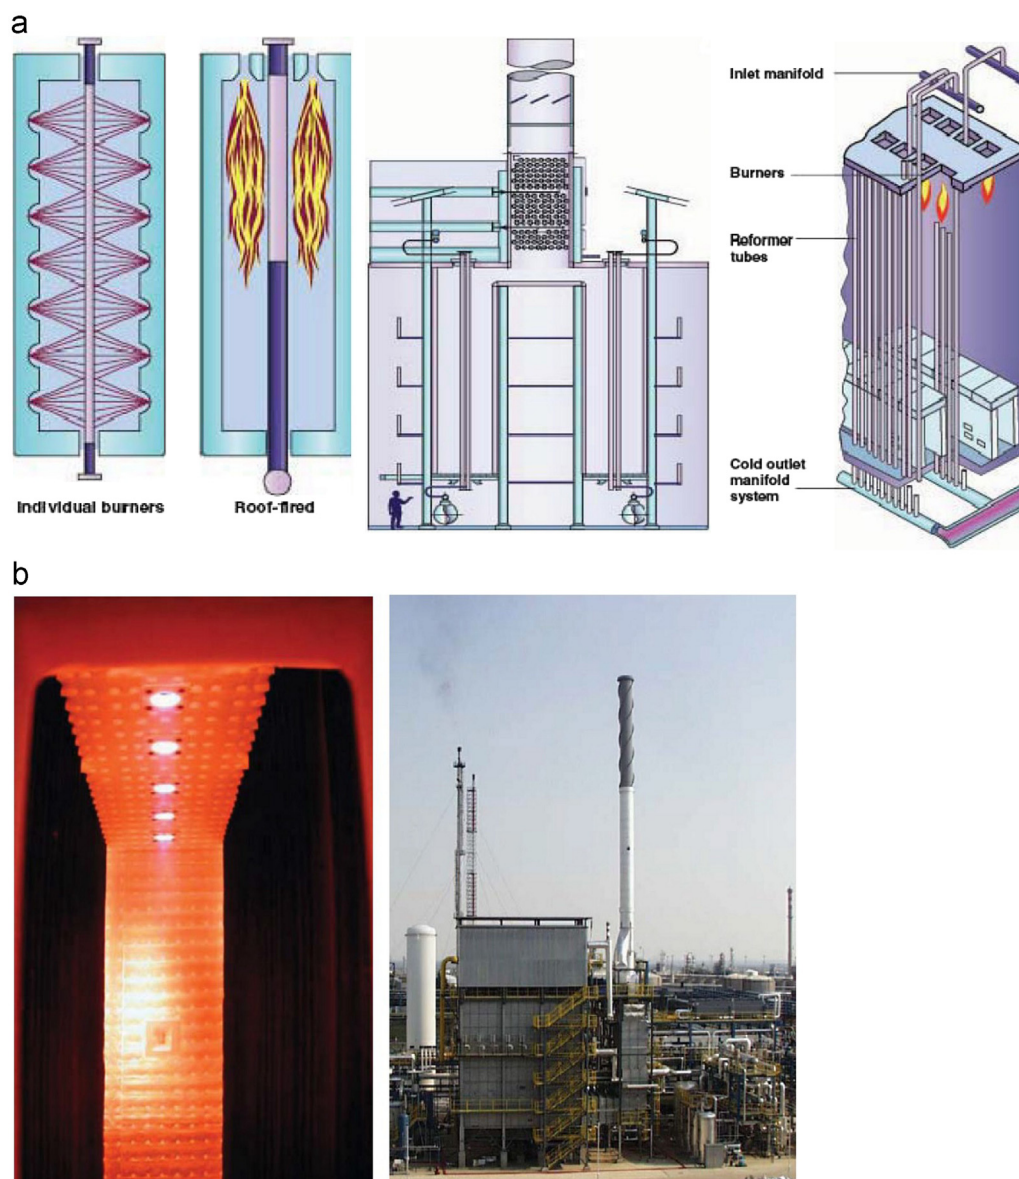 a
Individual burners
Roof-fired
Inlet manifold
Burners
Reformer
tubes
Cold outlet
manifold
system
b